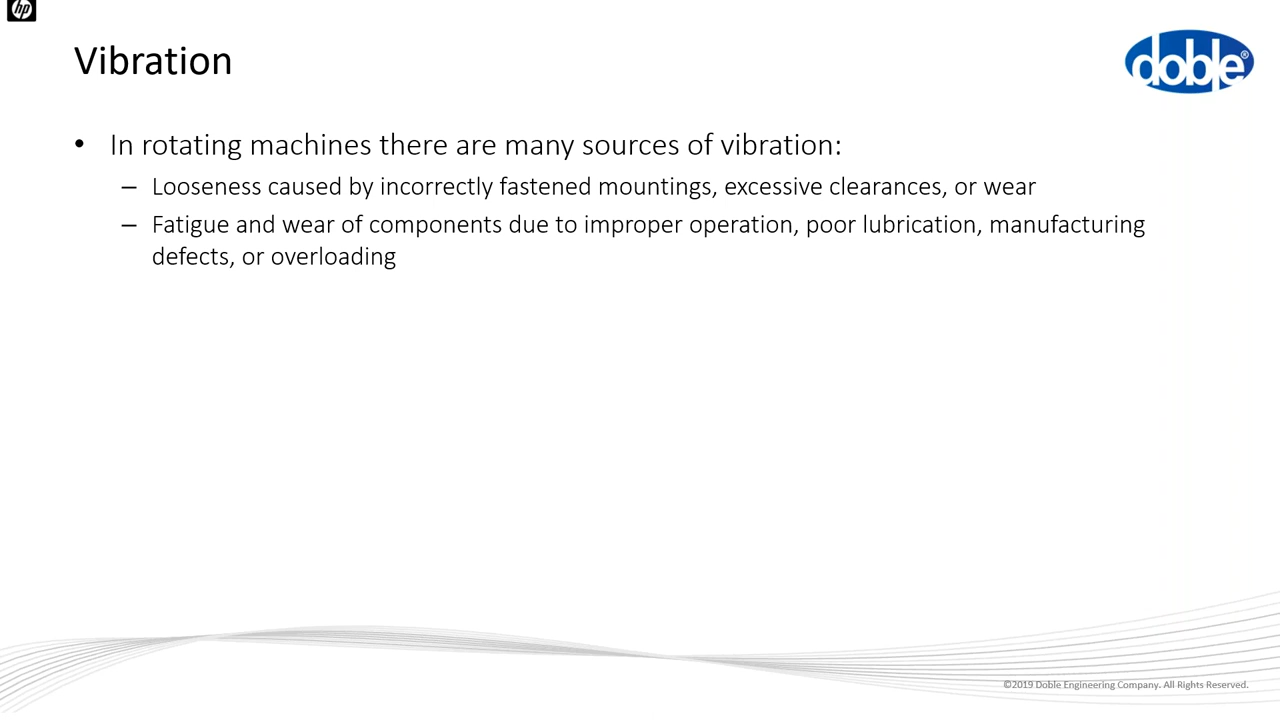 hp
Vibration
doble®
• In rotating machines there are many sources of vibration:
– Looseness caused by incorrectly fastened mountings, excessive clearances, or wear
– Fatigue and wear of components due to improper operation, poor lubrication, manufacturing
defects, or overloading
©2019 Doble Engineering Company. All Rights Reserved.